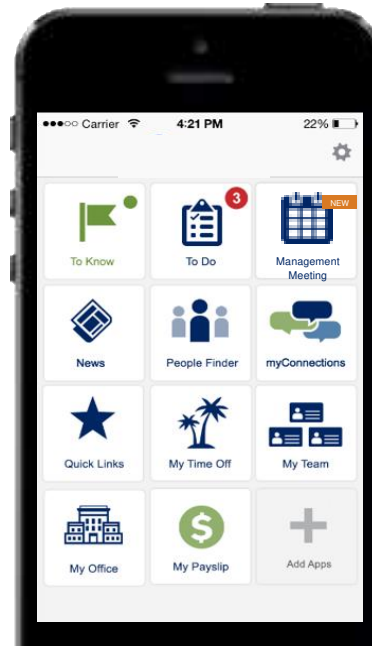 ●●●○○ Carrier 4:21 PM 22%
3
NEW
To Know
To Do
Management
Meeting
News
People Finder
myConnections
Quick Links
My Time Off
My Team
$
My Office
My Payslip
Add Apps